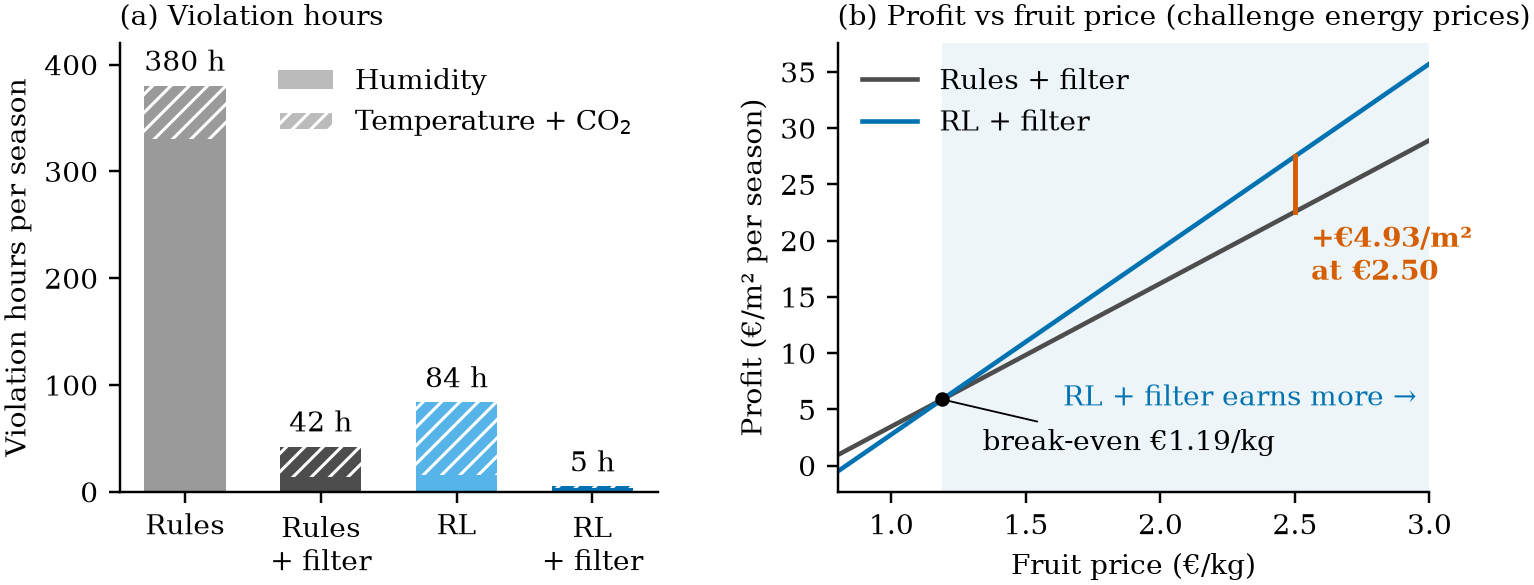 (a) Violation hours
Violation hours per season
400
300
200
100
0
380 h
42 h
84 h
5 h
Humidity
Temperature + CO₂
Rules
Rules
+ filter
RL
RL
+ filter
(b) Profit vs fruit price (challenge energy prices)
Profit (€/m² per season)
35
30
25
20
15
10
5
0
Rules + filter
RL + filter
+€4.93/m²
at €2.50
RL + filter earns more →
break-even €1.19/kg
1.0
1.5
2.0
2.5
3.0
Fruit price (€/kg)